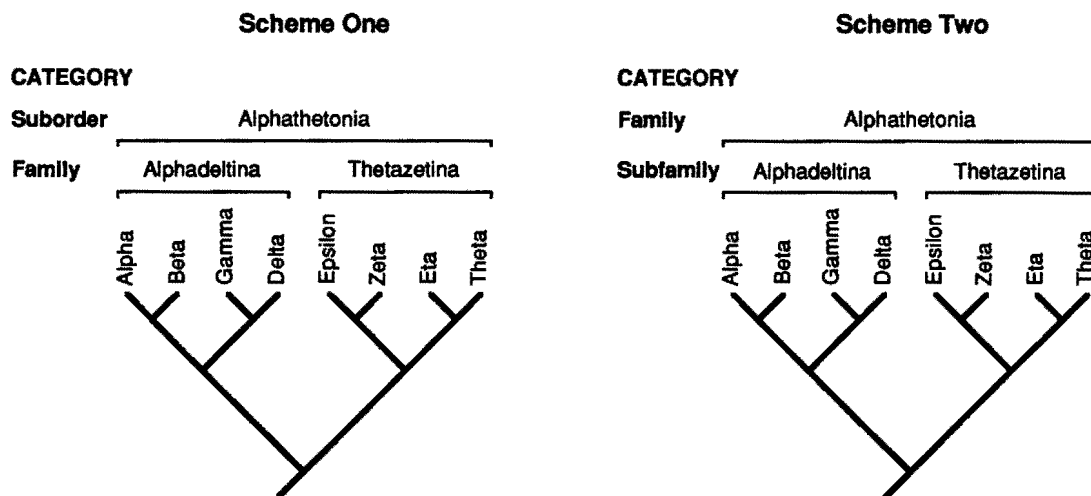 Scheme One
CATEGORY
Suborder Alphathetonia
Family Alphadeltina Thetazetina
Alpha Beta Gamma Delta Epsilon Zeta Eta Theta
Scheme Two
CATEGORY
Family Alphathetonia
Subfamily Alphadeltina Thetazetina
Alpha Beta Gamma Delta Epsilon Zeta Eta Theta